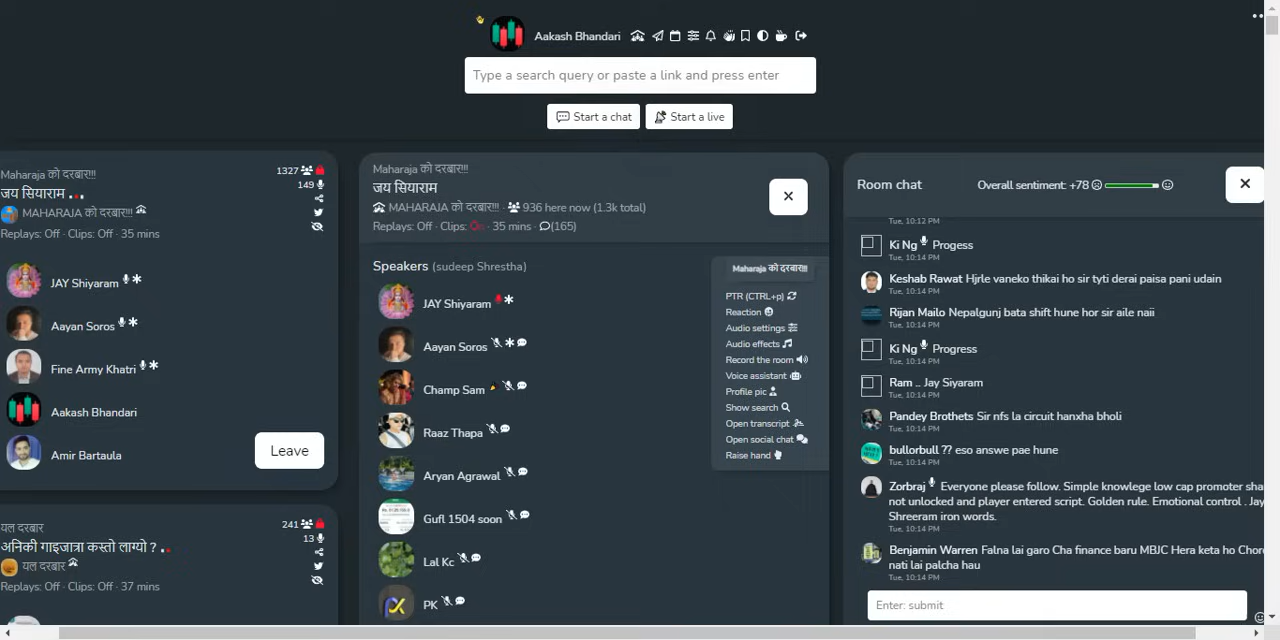 Aakash Bhandari
Type a search query or paste a link and press enter
Start a chat
Start a live
Maharaja को दरबार!!!
1327
जय सियाराम
149
MAHARAJA को दरबार!!!
Replays: Off · Clips: Off · 35 mins
JAY Shiyaram
Aayan Soros
Fine Army Khatri
Aakash Bhandari
Amir Bartaula
Leave
यल दरबार
241
अनिकी गाइजात्रा कस्तो लाग्यो ?
13
यल दरबार
Replays: Off · Clips: Off · 37 mins
Maharaja को दरबार!!!
जय सियाराम
MAHARAJA को दरबार!!! · 936 here now (1.3k total)
Replays: Off · Clips: On · 35 mins · (165)
Speakers (sudeep Shrestha)
JAY Shiyaram
Aayan Soros
Champ Sam
Raaz Thapa
Aryan Agrawal
Gufl 1504 soon
Lal Kc
PK
Maharaja को दरबार!!!
PTR (CTRL+p)
Reaction
Audio settings
Audio effects
Record the room
Voice assistant
Profile pic
Show search
Open transcript
Open social chat
Raise hand
Room chat
Overall sentiment: +78
Tue, 10:12 PM
Ki Ng Progess
Tue, 10:14 PM
Keshab Rawat Hjrle vaneko thikai ho sir tyti derai paisa pani udain
Tue, 10:14 PM
Rijan Mailo Nepalgunj bata shift hune hor sir aile naii
Tue, 10:14 PM
Ki Ng Progress
Tue, 10:14 PM
Ram .. Jay Siyaram
Tue, 10:14 PM
Pandey Brothets Sir nfs la circuit hanxha bholi
Tue, 10:14 PM
bullorbull ?? eso answe pae hune
Tue, 10:14 PM
Zorbraj Everyone please follow. Simple knowlege low cap promoter sha
not unlocked and player entered script. Golden rule. Emotional control . Jay
Shreeram iron words.
Tue, 10:14 PM
Benjamin Warren Falna lai garo Cha finance baru MBJC Hera keta ho Chor
nati lai palcha hau
Tue, 10:14 PM
Enter: submit